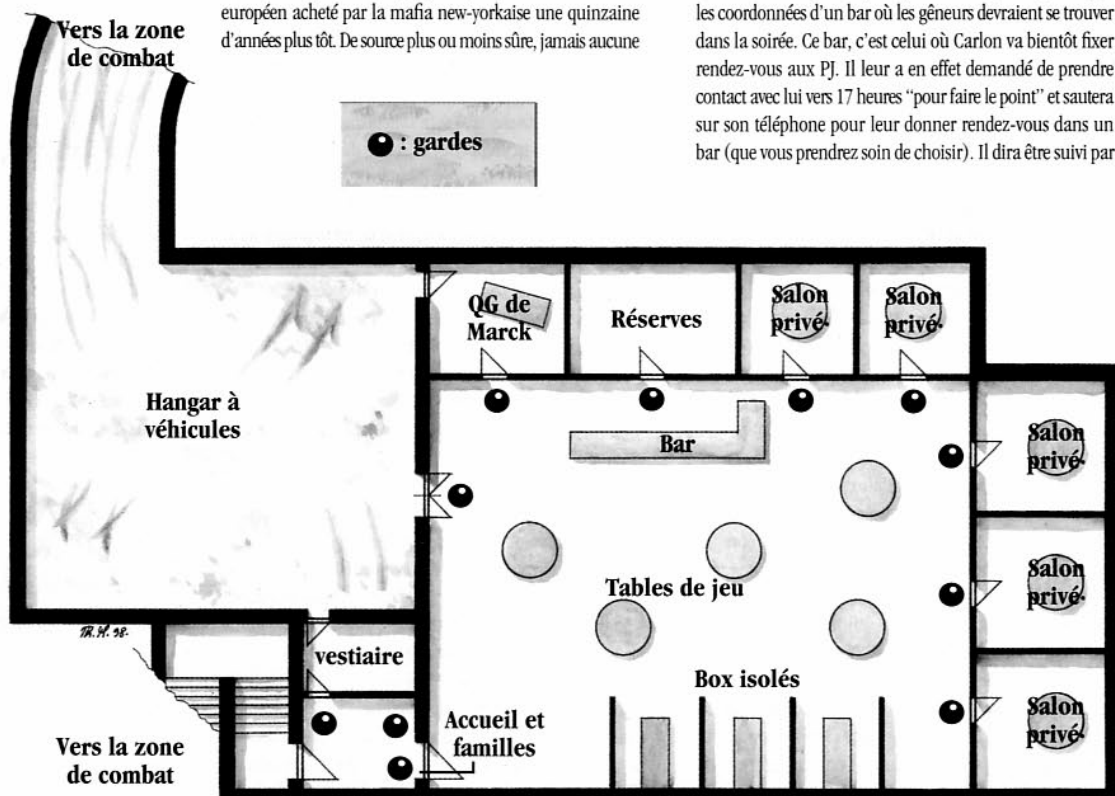 européen acheté par la mafia new-yorkaise une quinzaine
d'années plus tôt. De source plus ou moins sûre, jamais aucune
les coordonnées d'un bar où les gêneurs devraient se trouver
dans la soirée. Ce bar, c'est celui où Carlon va bientôt fixer
rendez-vous aux PJ. Il leur a en effet demandé de prendre
contact avec lui vers 17 heures “pour faire le point” et sautera
sur son téléphone pour leur donner rendez-vous dans un
bar (que vous prendrez soin de choisir). Il dira être suivi par
Vers la zone
de combat
: gardes
QG de
Marck
Réserves
Salon
privé
Salon
privé
Hangar à
véhicules
Bar
Salon
privé
Tables de jeu
Salon
privé
vestiaire
Box isolés
Salon
privé
Accueil et
familles
Vers la zone
de combat